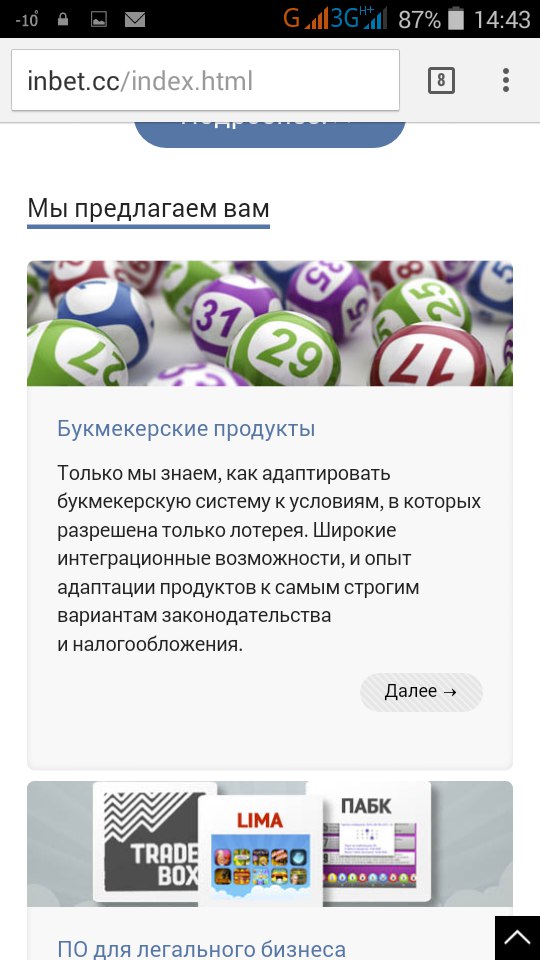 -10°
G 3G H+ 87% 14:43
inbet.cc/index.html
8
Мы предлагаем вам
31
35
25
27
29
17
Букмекерские продукты
Только мы знаем, как адаптировать
букмекерскую систему к условиям, в которых
разрешена только лотерея. Широкие
интеграционные возможности, и опыт
адаптации продуктов к самым строгим
вариантам законодательства
и налогообложения.
Далее →
TRADE
BOX
LIMA
ПАБК
ПО для легального бизнеса